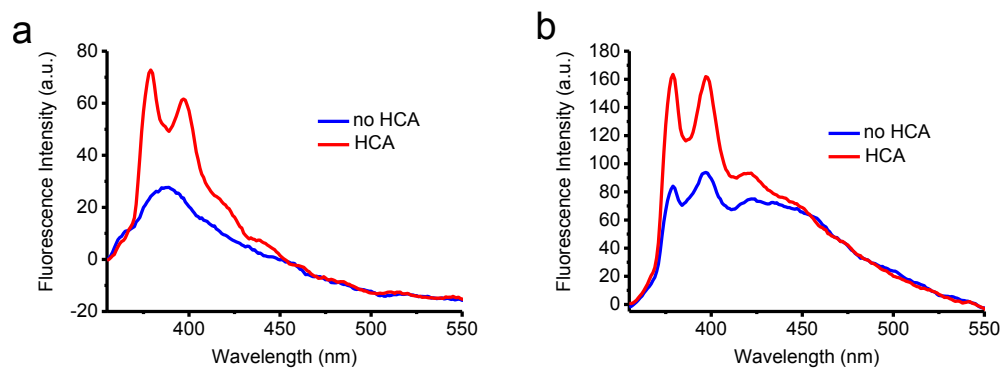 a
80
60
40
20
0
-20
400
450
500
550
Fluorescence Intensity (a.u.)
Wavelength (nm)
no HCA
HCA
b
180
160
140
120
100
80
60
40
20
0
400
450
500
550
Fluorescence Intensity (a.u.)
Wavelength (nm)
no HCA
HCA